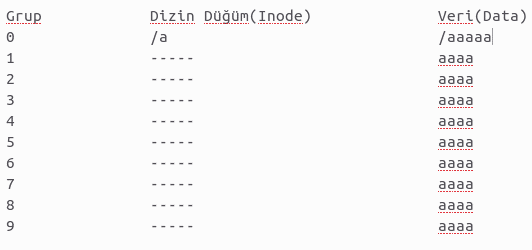 Grup Dizin Düğüm(Inode) Veri(Data)
0 /a /aaaaa
1 ----- aaaa
2 ----- aaaa
3 ----- aaaa
4 ----- aaaa
5 ----- aaaa
6 ----- aaaa
7 ----- aaaa
8 ----- aaaa
9 ----- aaaa